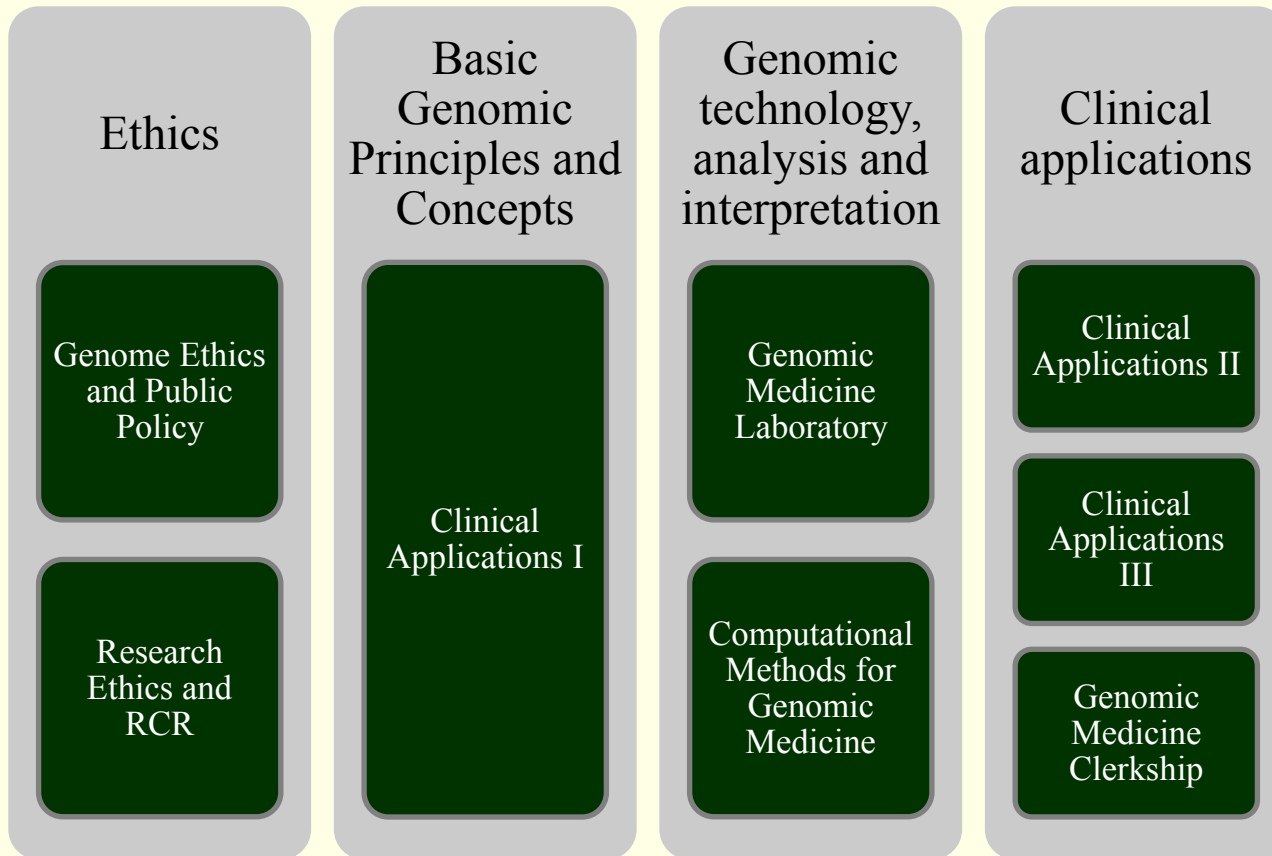 Ethics
Genome Ethics
and Public
Policy
Research
Ethics and
RCR
Basic
Genomic
Principles and
Concepts
Clinical
Applications I
Genomic
technology,
analysis and
interpretation
Genomic
Medicine
Laboratory
Computational
Methods for
Genomic
Medicine
Clinical
applications
Clinical
Applications II
Clinical
Applications
III
Genomic
Medicine
Clerkship